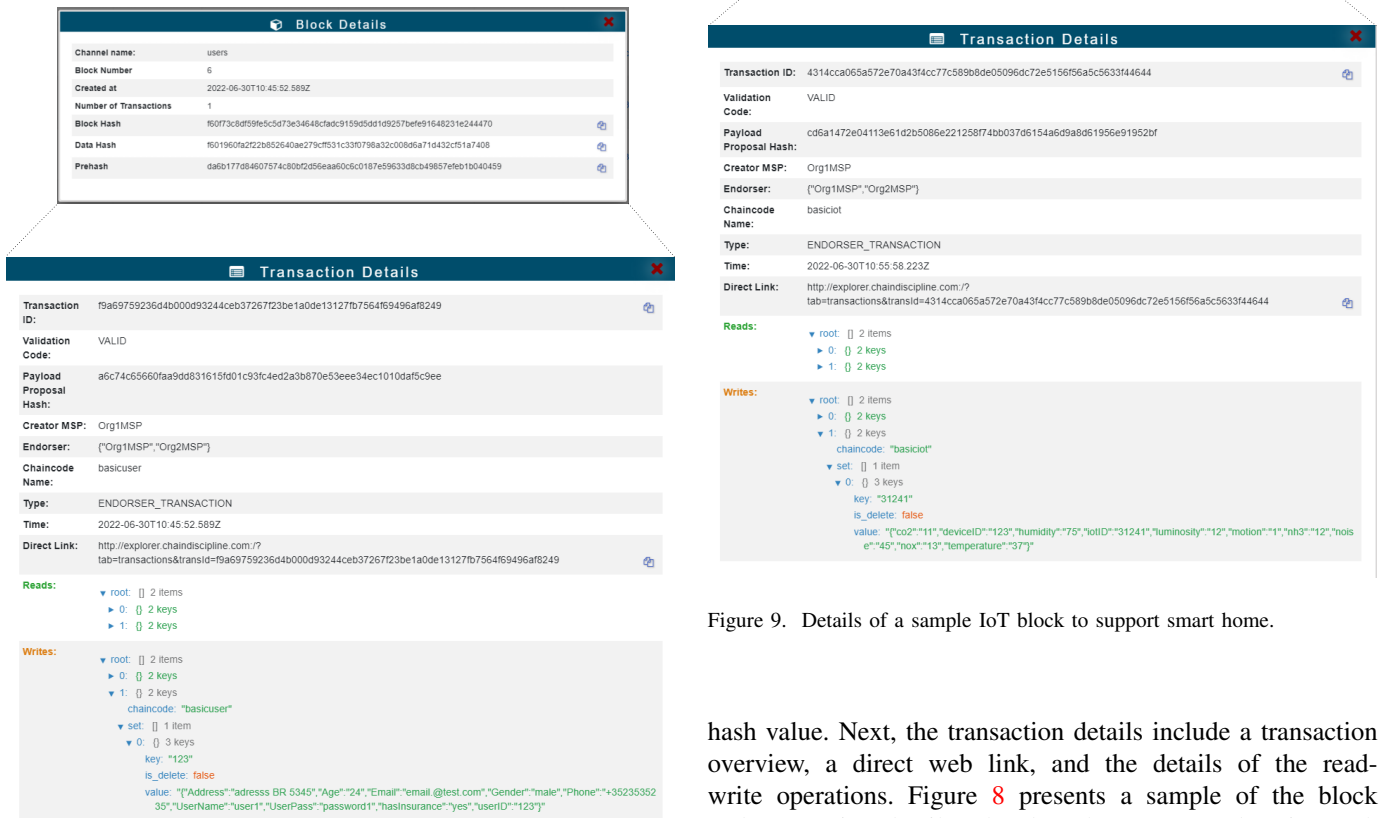 Block Details
Channel name: users
Block Number 6
Created at 2022-06-30T10:45:52.589Z
Number of Transactions 1
Block Hash f60f73c8df59fe5c5d73e34648cfadc9159d5dd1d9257befe91648231e244470
Data Hash f601960fa2f22b852640ae279cff531c33f0798a32c008d6a71d432cf51a7408
Prehash da6b177d84607574c80bf2d56eaa60c6c0187e59633d8cb49857efeb1b040459
Transaction Details
Transaction f9a69759236d4b000d93244ceb37267f23be1a0de13127fb7564f69496af8249
ID:
Validation VALID
Code:
Payload a6c74c65660faa9dd831615fd01c93fc4ed2a3b870e53eee34ec1010daf5c9ee
Proposal
Hash:
Creator MSP: Org1MSP
Endorser: {"Org1MSP","Org2MSP"}
Chaincode basicuser
Name:
Type: ENDORSER_TRANSACTION
Time: 2022-06-30T10:45:52.589Z
Direct Link: http://explorer.chaindiscipline.com:/?
tab=transactions&transId=f9a69759236d4b000d93244ceb37267f23be1a0de13127fb7564f69496af8249
Reads:
▼ root: [] 2 items
► 0: {} 2 keys
► 1: {} 2 keys
Writes:
▼ root: [] 2 items
► 0: {} 2 keys
▼ 1: {} 2 keys
chaincode: "basicuser"
▼ set: [] 1 item
▼ 0: {} 3 keys
key: "123"
is_delete: false
value: "{"Address":"adresss BR 5345","Age":"24","Email":"email.@test.com","Gender":"male","Phone":"+35235352
35","UserName":"user1","UserPass":"password1","hasInsurance":"yes","userID":"123"}"
Transaction Details
Transaction ID: 4314cca065a572e70a43f4cc77c589b8de05096dc72e5156f56a5c5633f44644
Validation VALID
Code:
Payload cd6a1472e04113e61d2b5086e221258f74bb037d6154a6d9a8d61956e91952bf
Proposal Hash:
Creator MSP: Org1MSP
Endorser: {"Org1MSP","Org2MSP"}
Chaincode basiciot
Name:
Type: ENDORSER_TRANSACTION
Time: 2022-06-30T10:55:58.223Z
Direct Link: http://explorer.chaindiscipline.com:/?
tab=transactions&transId=4314cca065a572e70a43f4cc77c589b8de05096dc72e5156f56a5c5633f44644
Reads:
▼ root: [] 2 items
► 0: {} 2 keys
► 1: {} 2 keys
Writes:
▼ root: [] 2 items
► 0: {} 2 keys
▼ 1: {} 2 keys
chaincode: "basiciot"
▼ set: [] 1 item
▼ 0: {} 3 keys
key: "31241"
is_delete: false
value: "{"co2":"11","deviceID":"123","humidity":"75","iotID":"31241","luminosity":"12","motion":"1","nh3":"12","nois
e":"45","nox":"13","temperature":"37"}"
Figure 9. Details of a sample IoT block to support smart home.
hash value. Next, the transaction details include a transaction
overview, a direct web link, and the details of the read-
write operations. Figure 8 presents a sample of the block